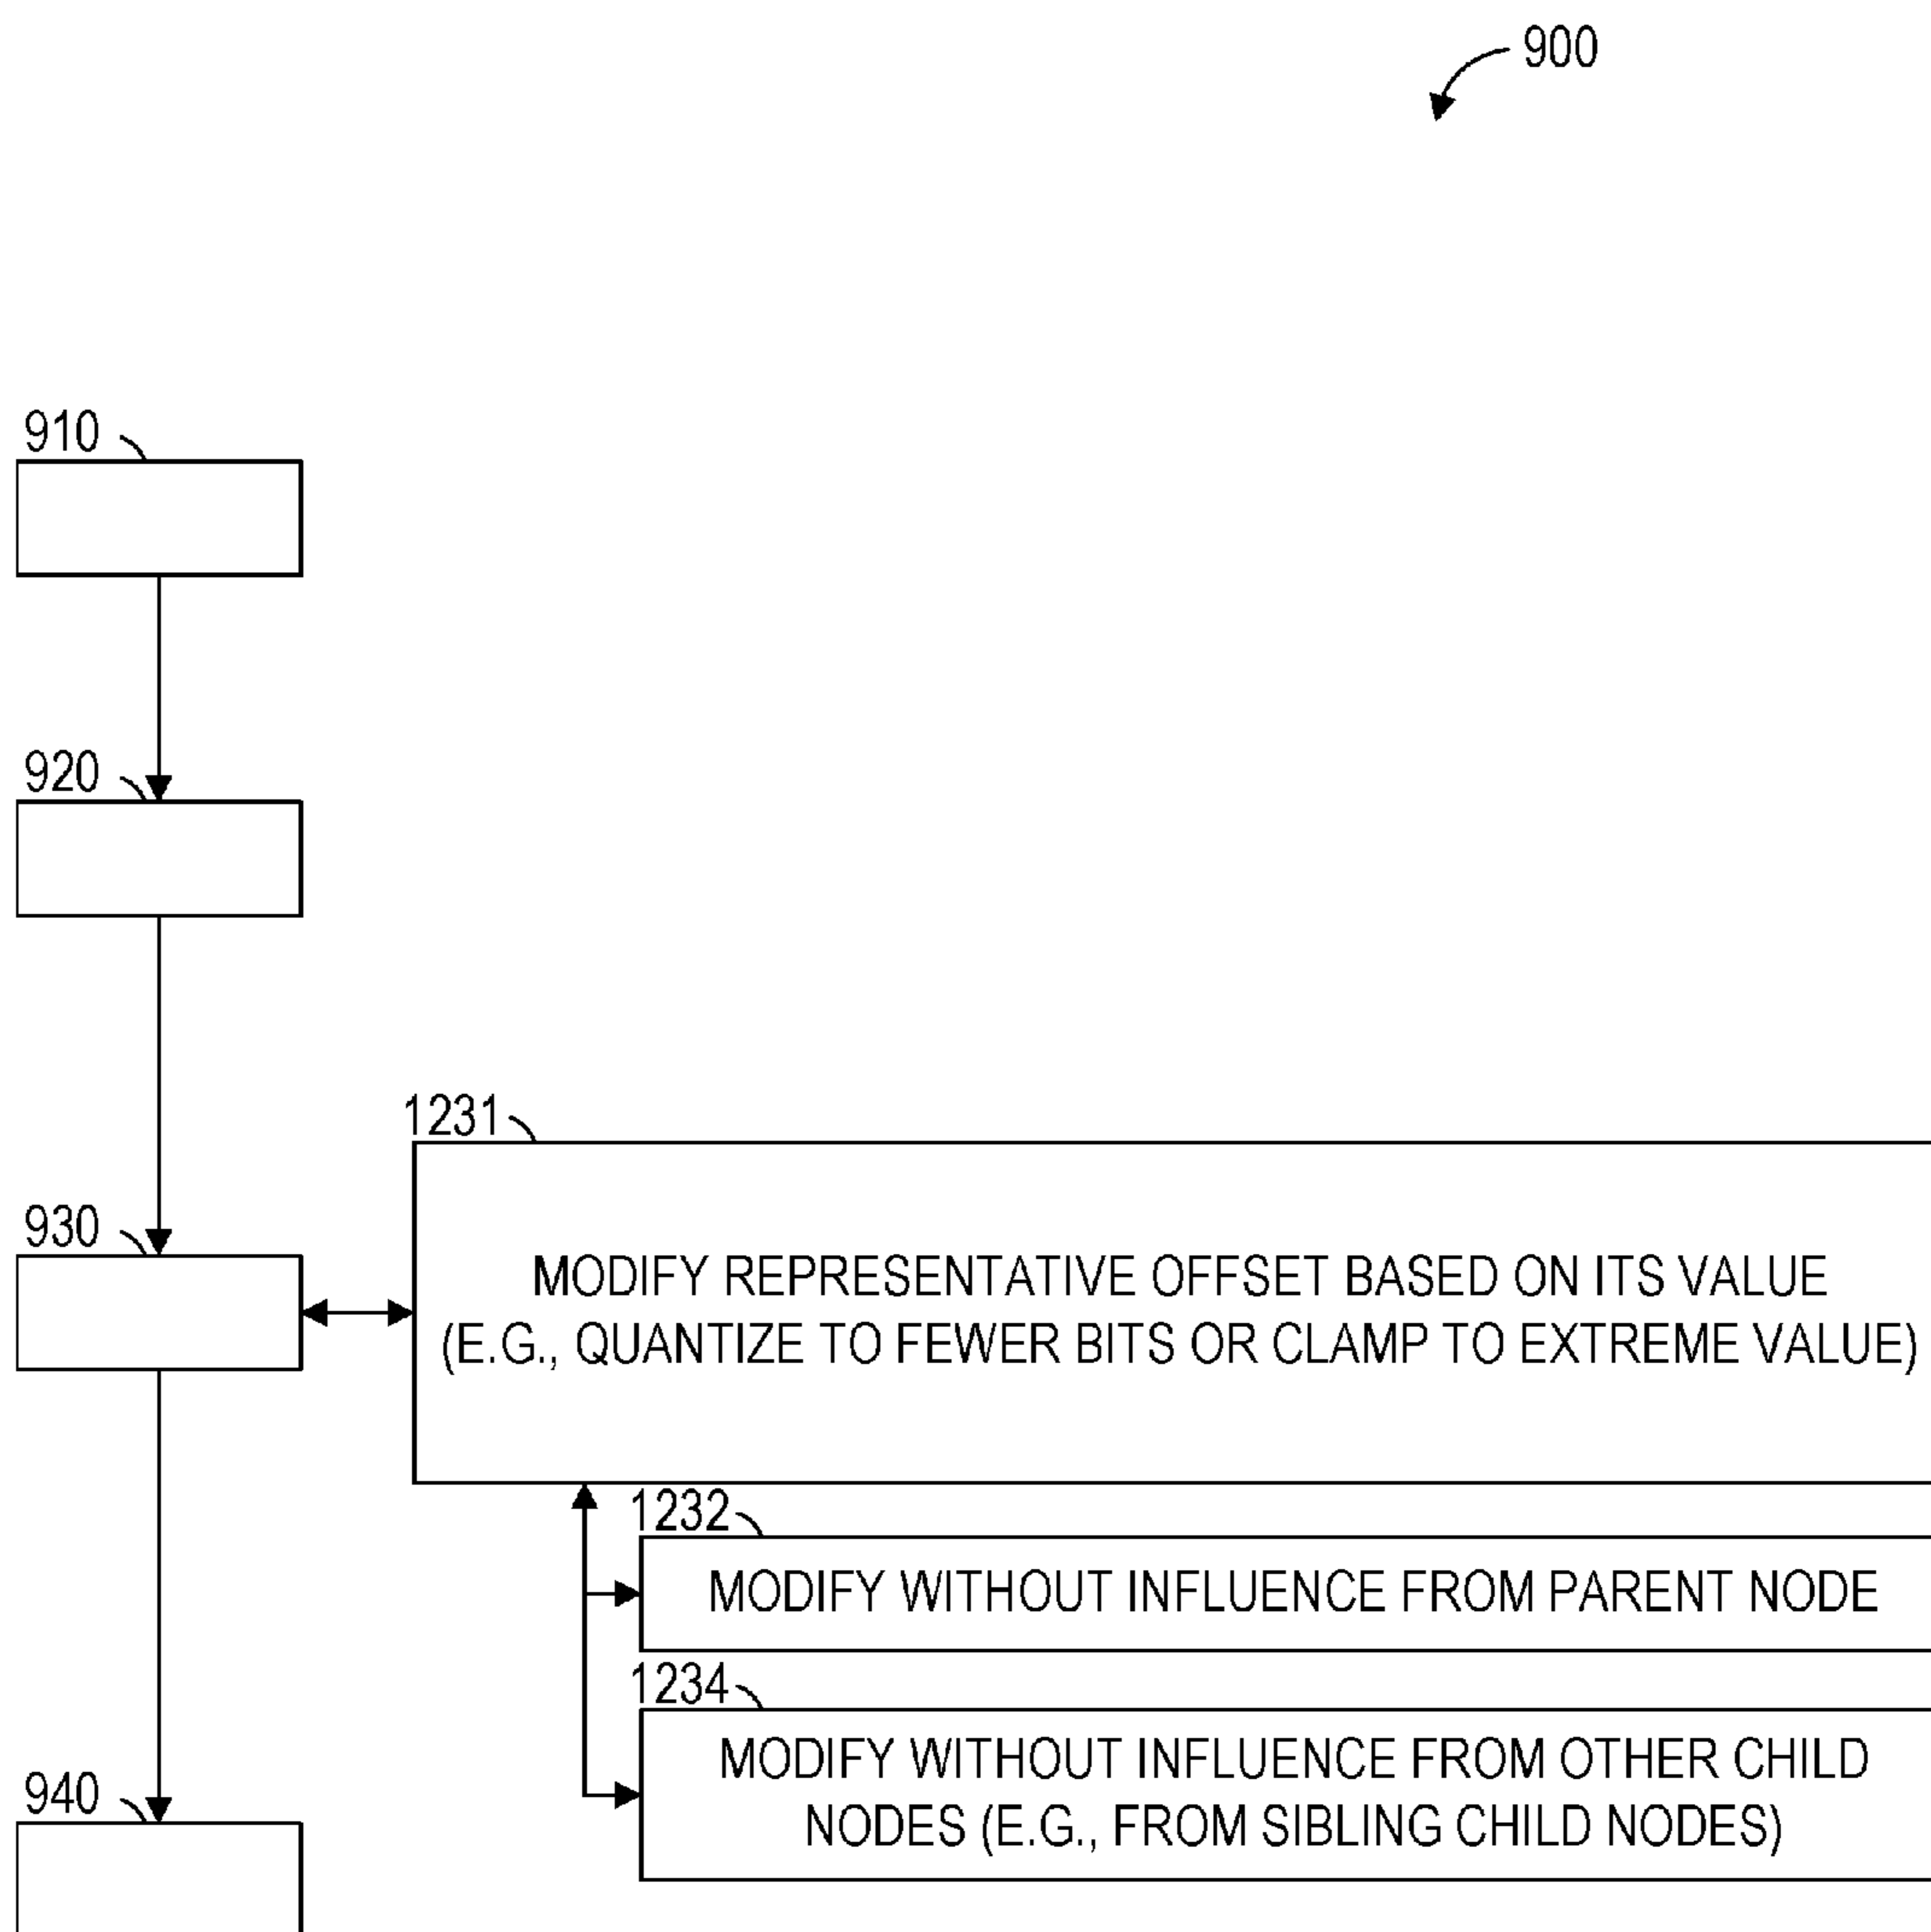 900
910
920
930
1231
MODIFY REPRESENTATIVE OFFSET BASED ON ITS VALUE
(E.G., QUANTIZE TO FEWER BITS OR CLAMP TO EXTREME VALUE)
1232
MODIFY WITHOUT INFLUENCE FROM PARENT NODE
1234
MODIFY WITHOUT INFLUENCE FROM OTHER CHILD
NODES (E.G., FROM SIBLING CHILD NODES)
940